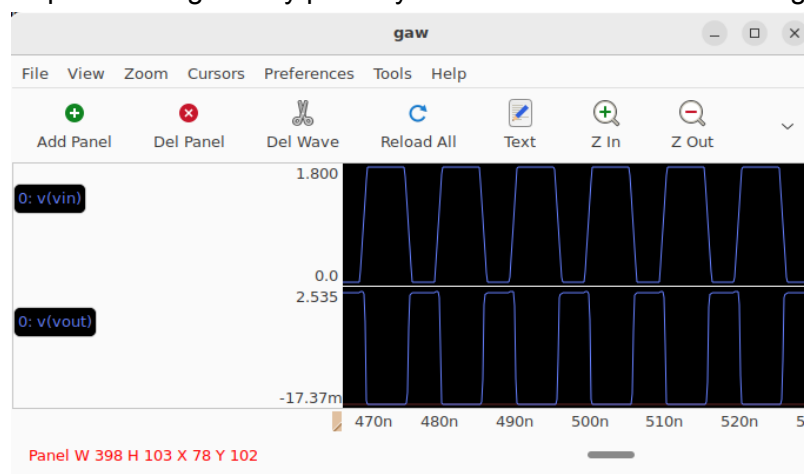 gaw
File View Zoom Cursors Preferences Tools Help
Add Panel Del Panel Del Wave Reload All Text Z In Z Out
1.800
0: v(vin)
0.0
2.535
0: v(vout)
-17.37m
470n 480n 490n 500n 510n 520n 5
Panel W 398 H 103 X 78 Y 102